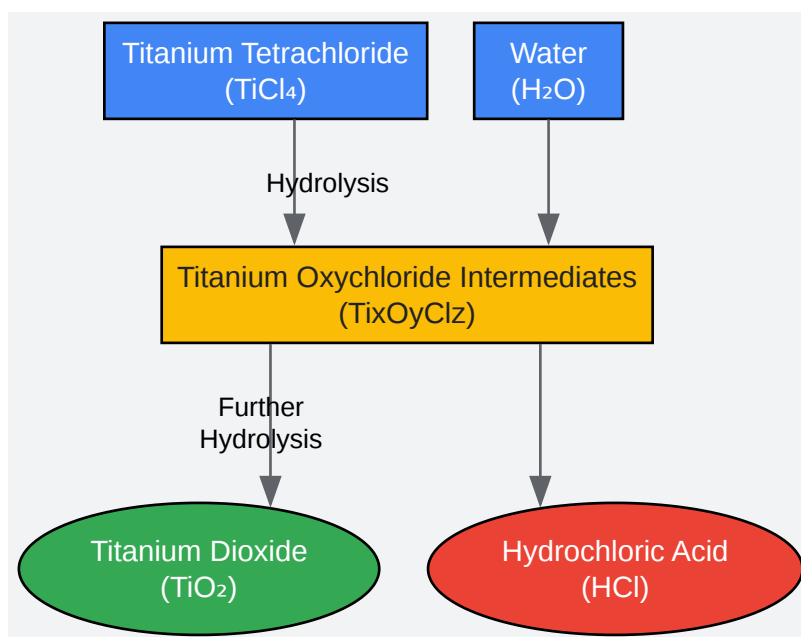 Titanium Tetrachloride
(TiCl₄)
Water
(H₂O)
Hydrolysis
Titanium Oxychloride Intermediates
(TixOyClz)
Further
Hydrolysis
Titanium Dioxide
(TiO₂)
Hydrochloric Acid
(HCl)